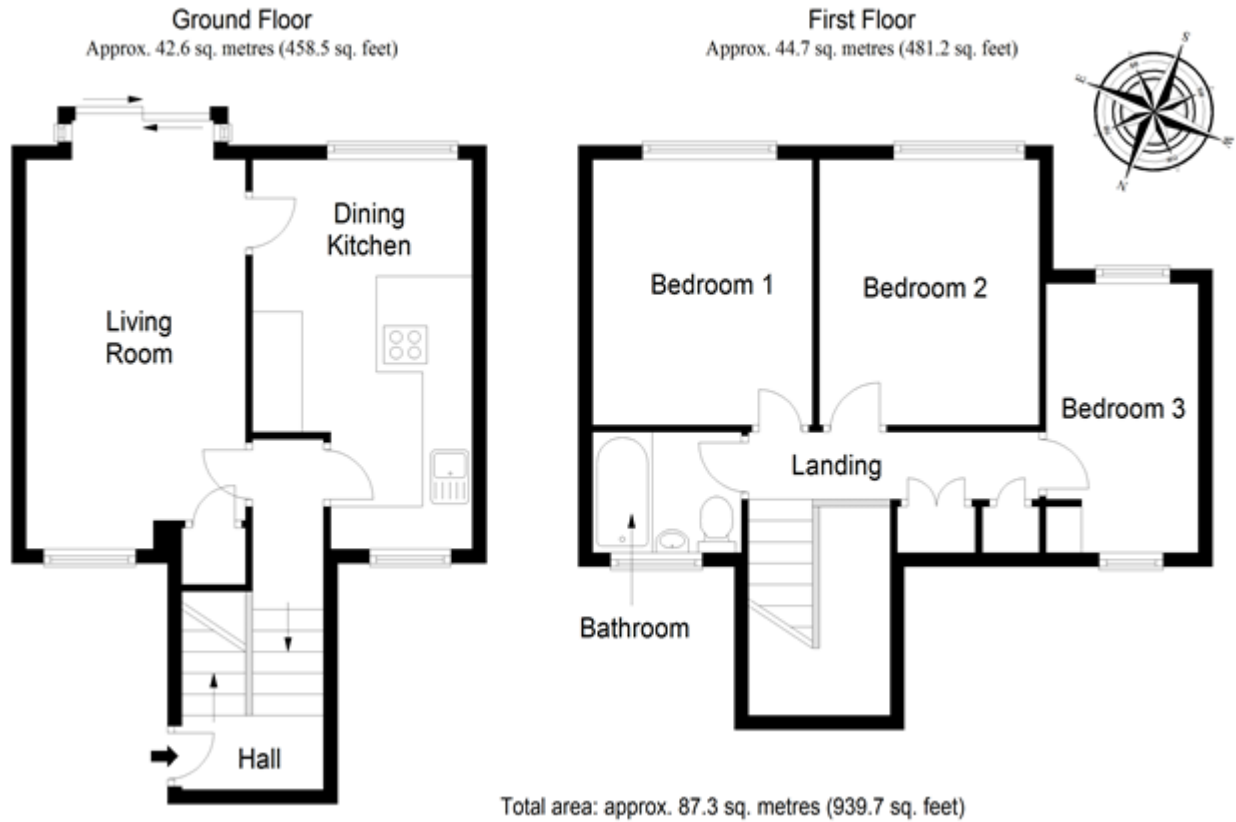 Ground Floor
Approx. 42.6 sq. metres (458.5 sq. feet)
First Floor
Approx. 44.7 sq. metres (481.2 sq. feet)
S
E
W
N
Dining
Kitchen
Living
Room
Hall
Bedroom 1
Bedroom 2
Bedroom 3
Landing
Bathroom
Total area: approx. 87.3 sq. metres (939.7 sq. feet)